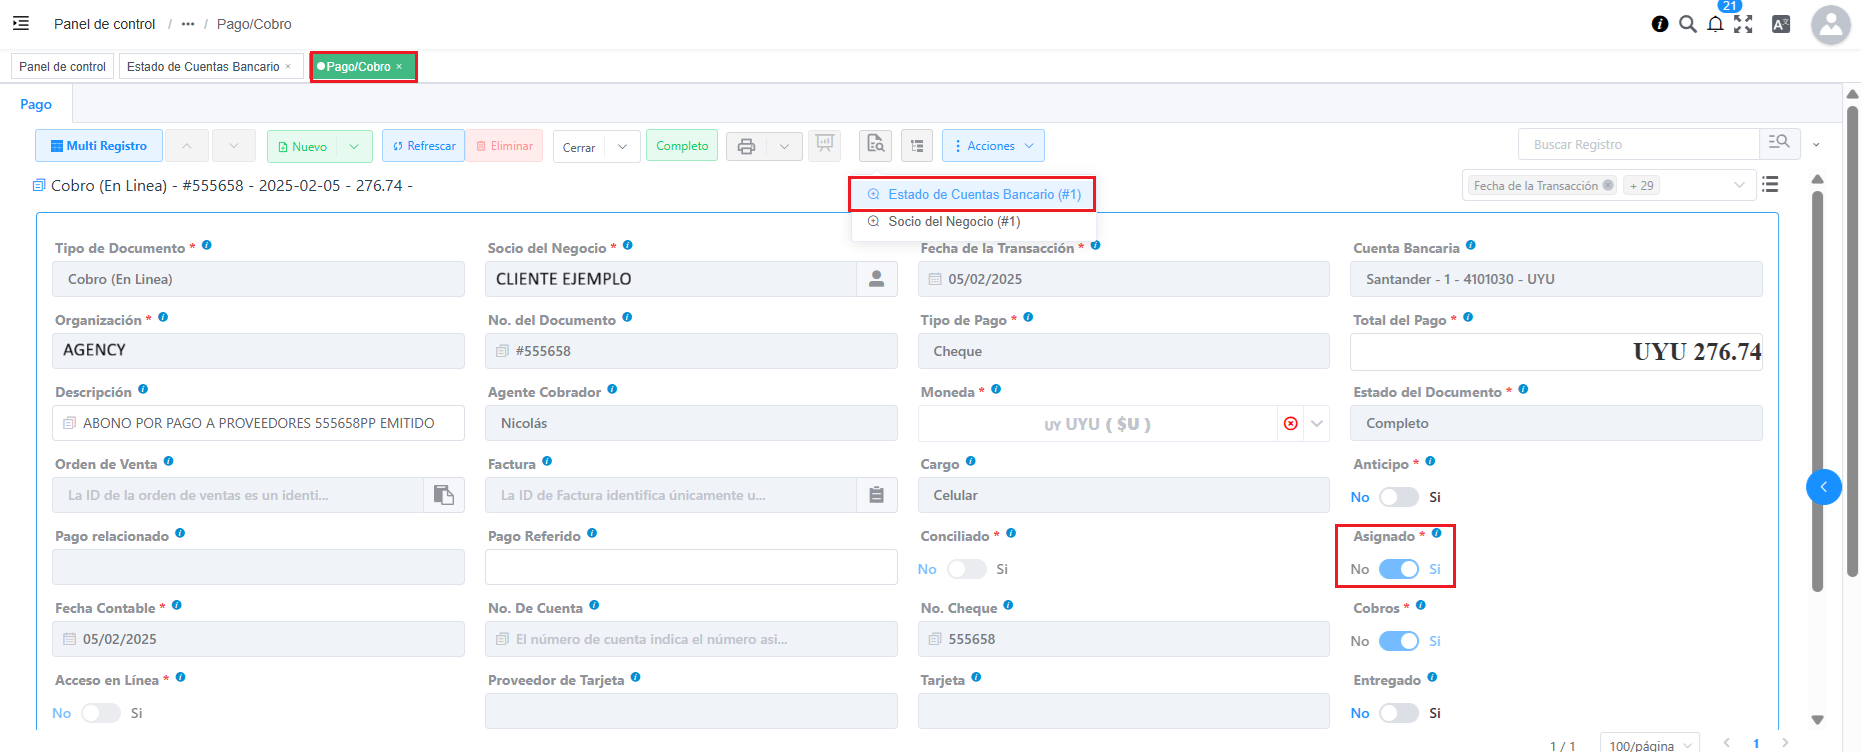 Panel de control / ••• / Pago/Cobro
21
Panel de control
Estado de Cuentas Bancario ×
Pago/Cobro ×
Pago
Multi Registro
Nuevo
Refrescar
Eliminar
Cerrar
Completo
Acciones
Buscar Registro
Cobro (En Linea) - #555658 - 2025-02-05 - 276.74 -
Estado de Cuentas Bancario (#1)
Socio del Negocio (#1)
Fecha de la Transacción
+ 29
Tipo de Documento *
Socio del Negocio *
Fecha de la Transacción *
Cuenta Bancaria
Cobro (En Linea)
CLIENTE EJEMPLO
05/02/2025
Santander - 1 - 4101030 - UYU
Organización *
No. del Documento
Tipo de Pago *
Total del Pago *
AGENCY
#555658
Cheque
UYU 276.74
Descripción
Agente Cobrador
Moneda *
Estado del Documento *
ABONO POR PAGO A PROVEEDORES 555658PP EMITIDO
Nicolás
UY UYU ( $U )
Completo
Orden de Venta
Factura
Cargo
Anticipo *
La ID de la orden de ventas es un identi...
La ID de Factura identifica únicamente u...
Celular
No Si
Pago relacionado
Pago Referido
Conciliado *
Asignado *
No Si
No Si
Fecha Contable *
No. De Cuenta
No. Cheque
Cobros *
05/02/2025
El número de cuenta indica el número asi...
555658
No Si
Acceso en Línea *
Proveedor de Tarjeta
Tarjeta
Entregado
No Si
No Si
1 / 1
100/página
1